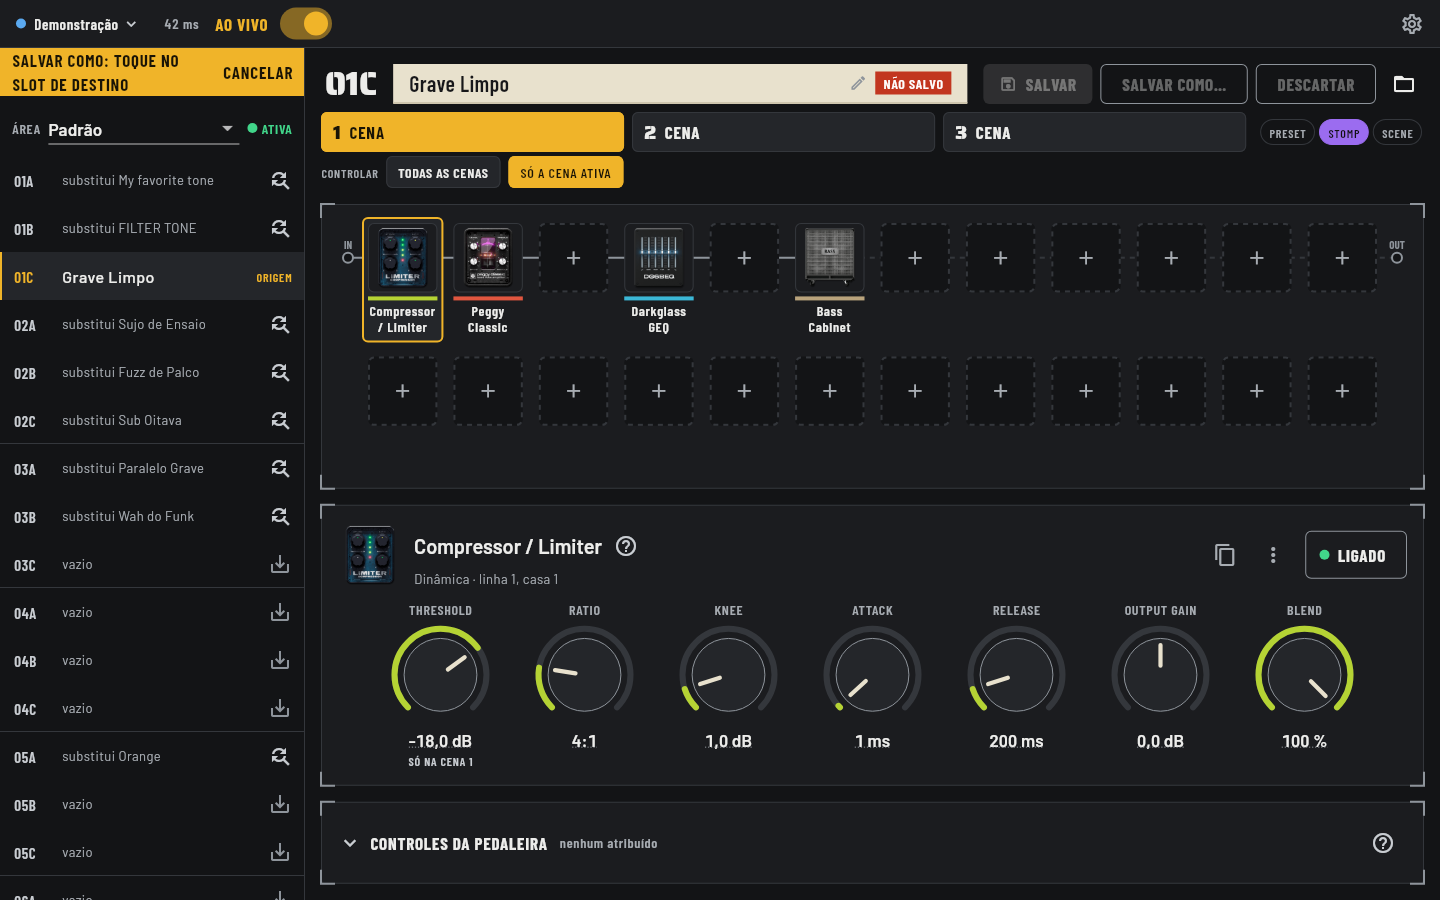 Demonstração
42 ms
AO VIVO
SALVAR COMO: TOQUE NO
SLOT DE DESTINO
CANCELAR
ÁREA
Padrão
ATIVA
01A substitui My favorite tone
01B substitui FILTER TONE
01C Grave Limpo ORIGEM
02A substitui Sujo de Ensaio
02B substitui Fuzz de Palco
02C substitui Sub Oitava
03A substitui Paralelo Grave
03B substitui Wah do Funk
03C vazio
04A vazio
04B vazio
04C vazio
05A substitui Orange
05B vazio
05C vazio
01C
Grave Limpo
NÃO SALVO
SALVAR
SALVAR COMO...
DESCARTAR
1 CENA
2 CENA
3 CENA
PRESET
STOMP
SCENE
CONTROLAR
TODAS AS CENAS
SÓ A CENA ATIVA
IN
OUT
LIMITER
BASS
Compressor
/ Limiter
Peggy
Classic
Darkglass
GEQ
Bass
Cabinet
LIMITER
Compressor / Limiter
Dinâmica · linha 1, casa 1
LIGADO
THRESHOLD
RATIO
KNEE
ATTACK
RELEASE
OUTPUT GAIN
BLEND
-18,0 dB
4:1
1,0 dB
1 ms
200 ms
0,0 dB
100 %
SÓ NA CENA 1
CONTROLES DA PEDALEIRA
nenhum atribuído